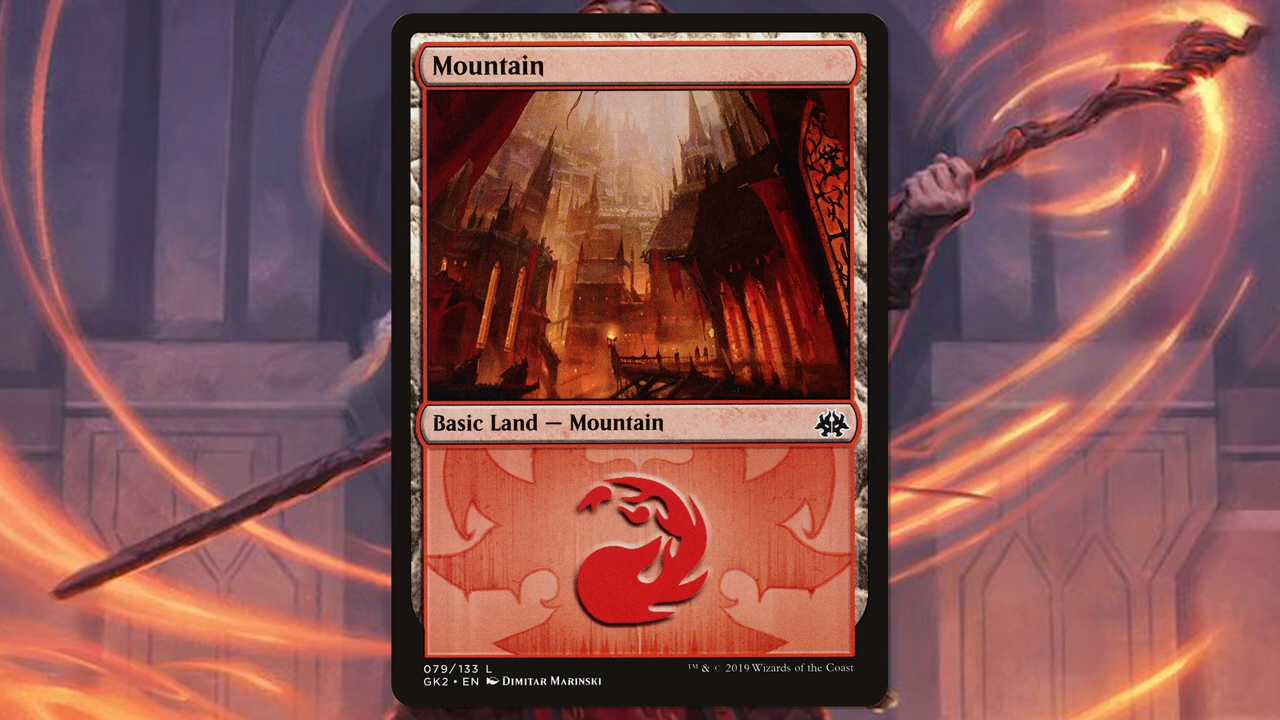 Mountain
Basic Land — Mountain
079/133 L
GK2 • EN Dimitar Marinski
™ & © 2019 Wizards of the Coast